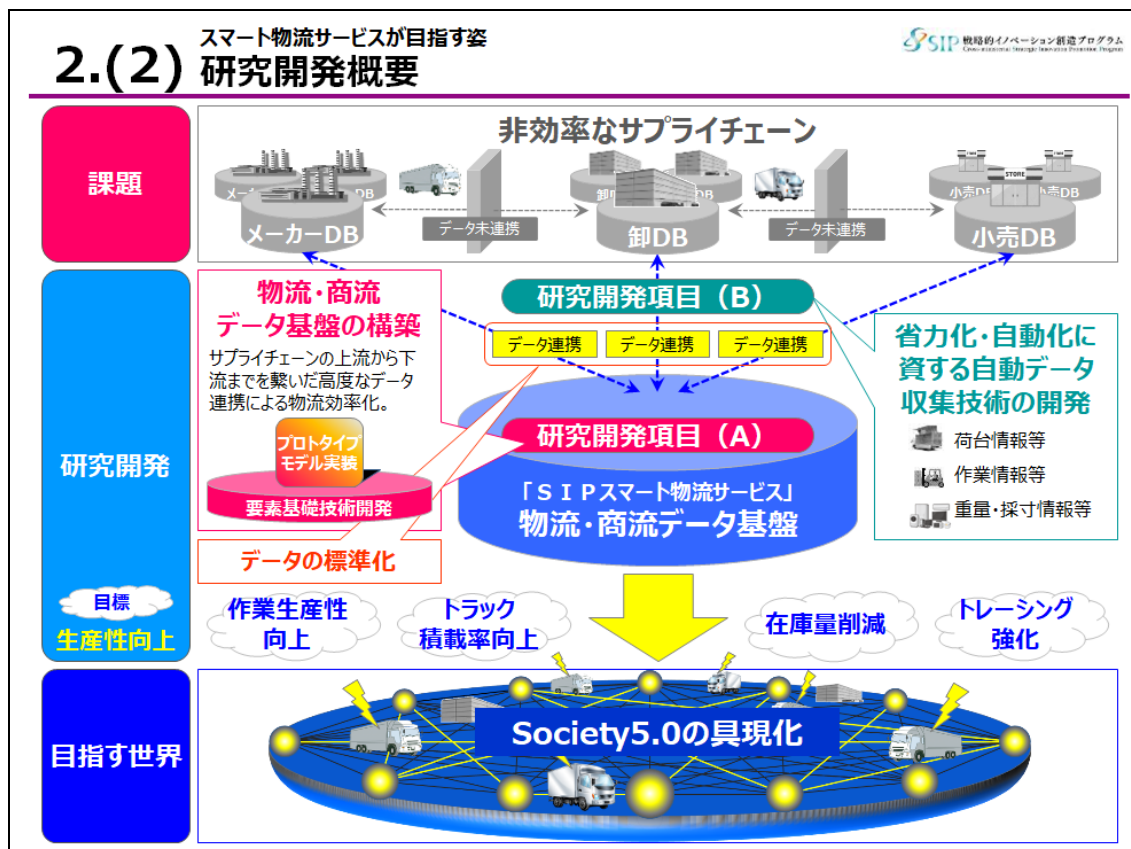 2.(2)
スマート物流サービスが目指す姿
研究開発概要
SIP 戦略的イノベーション創造プログラム
Cross-ministerial Strategic Innovation Promotion Program
課題
非効率なサプライチェーン
メーカーDB
データ未連携
卸DB
データ未連携
小売DB
小売DB
小売DB
研究開発
目標
生産性向上
物流・商流
データ基盤の構築
サプライチェーンの上流から下
流までを繋いだ高度なデータ
連携による物流効率化。
プロトタイプ
モデル実装
要素基礎技術開発
データの標準化
研究開発項目（B）
データ連携
データ連携
データ連携
研究開発項目（A）
「ＳＩＰスマート物流サービス」
物流・商流データ基盤
省力化・自動化に
資する自動データ
収集技術の開発
荷台情報等
作業情報等
重量・採寸情報等
作業生産性
向上
トラック
積載率向上
在庫量削減
トレーシング
強化
目指す世界
Society5.0の具現化
STORE